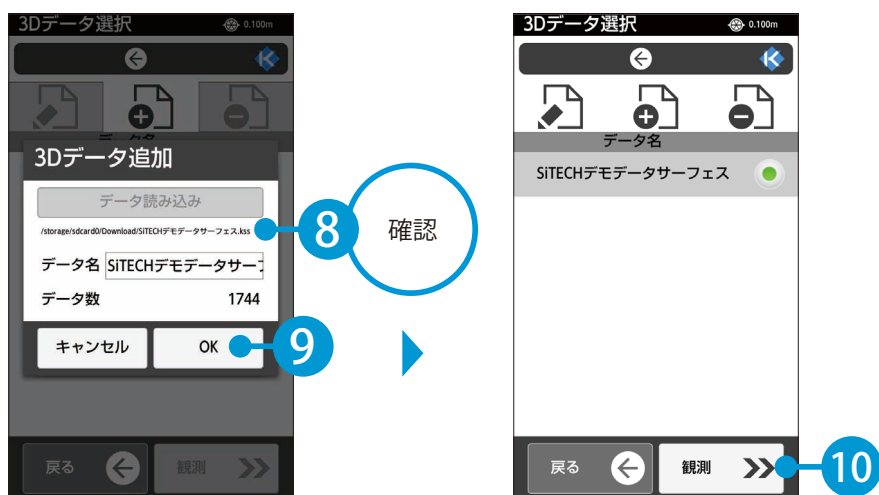 3Dデータ選択
0.100m
データ名
3Dデータ追加
データ読み込み
/storage/sdcard0/Download/SiTECHデモデータサーフェス.kss
データ名 SiTECHデモデータサーフ
データ数 1744
キャンセル OK
戻る 観測
8 確認
9
3Dデータ選択
0.100m
データ名
SiTECHデモデータサーフェス
戻る 観測
10